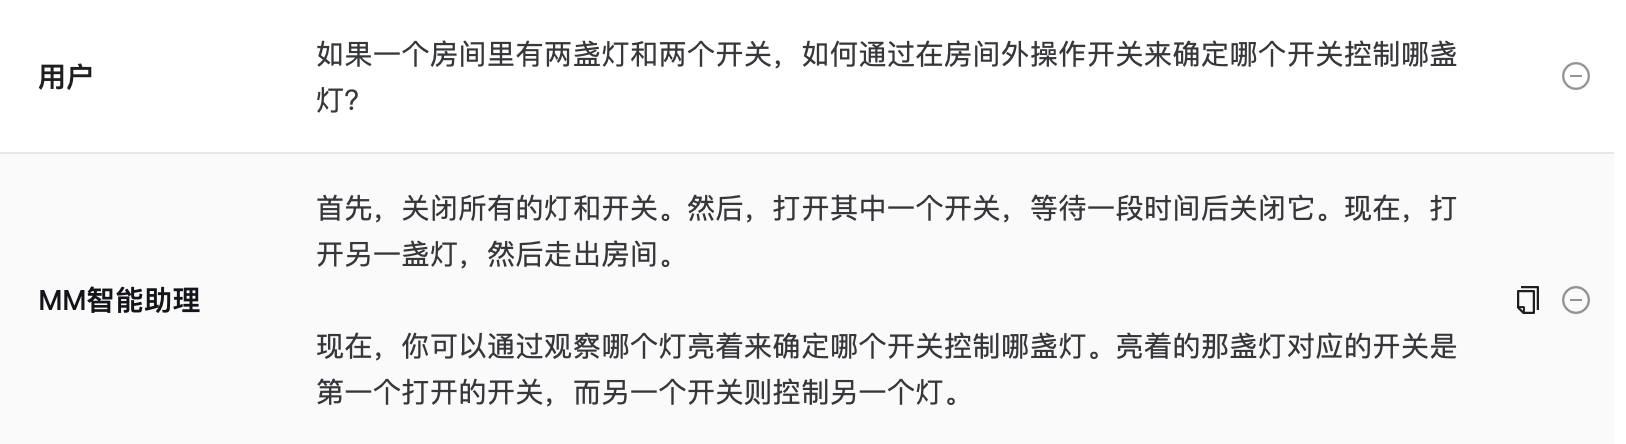 用户
如果一个房间里有两盏灯和两个开关，如何通过在房间外操作开关来确定哪个开关控制哪盏
灯？
MM智能助理
首先，关闭所有的灯和开关。然后，打开其中一个开关，等待一段时间后关闭它。现在，打
开另一盏灯，然后走出房间。
现在，你可以通过观察哪个灯亮着来确定哪个开关控制哪盏灯。亮着的那盏灯对应的开关是
第一个打开的开关，而另一个开关则控制另一个灯。